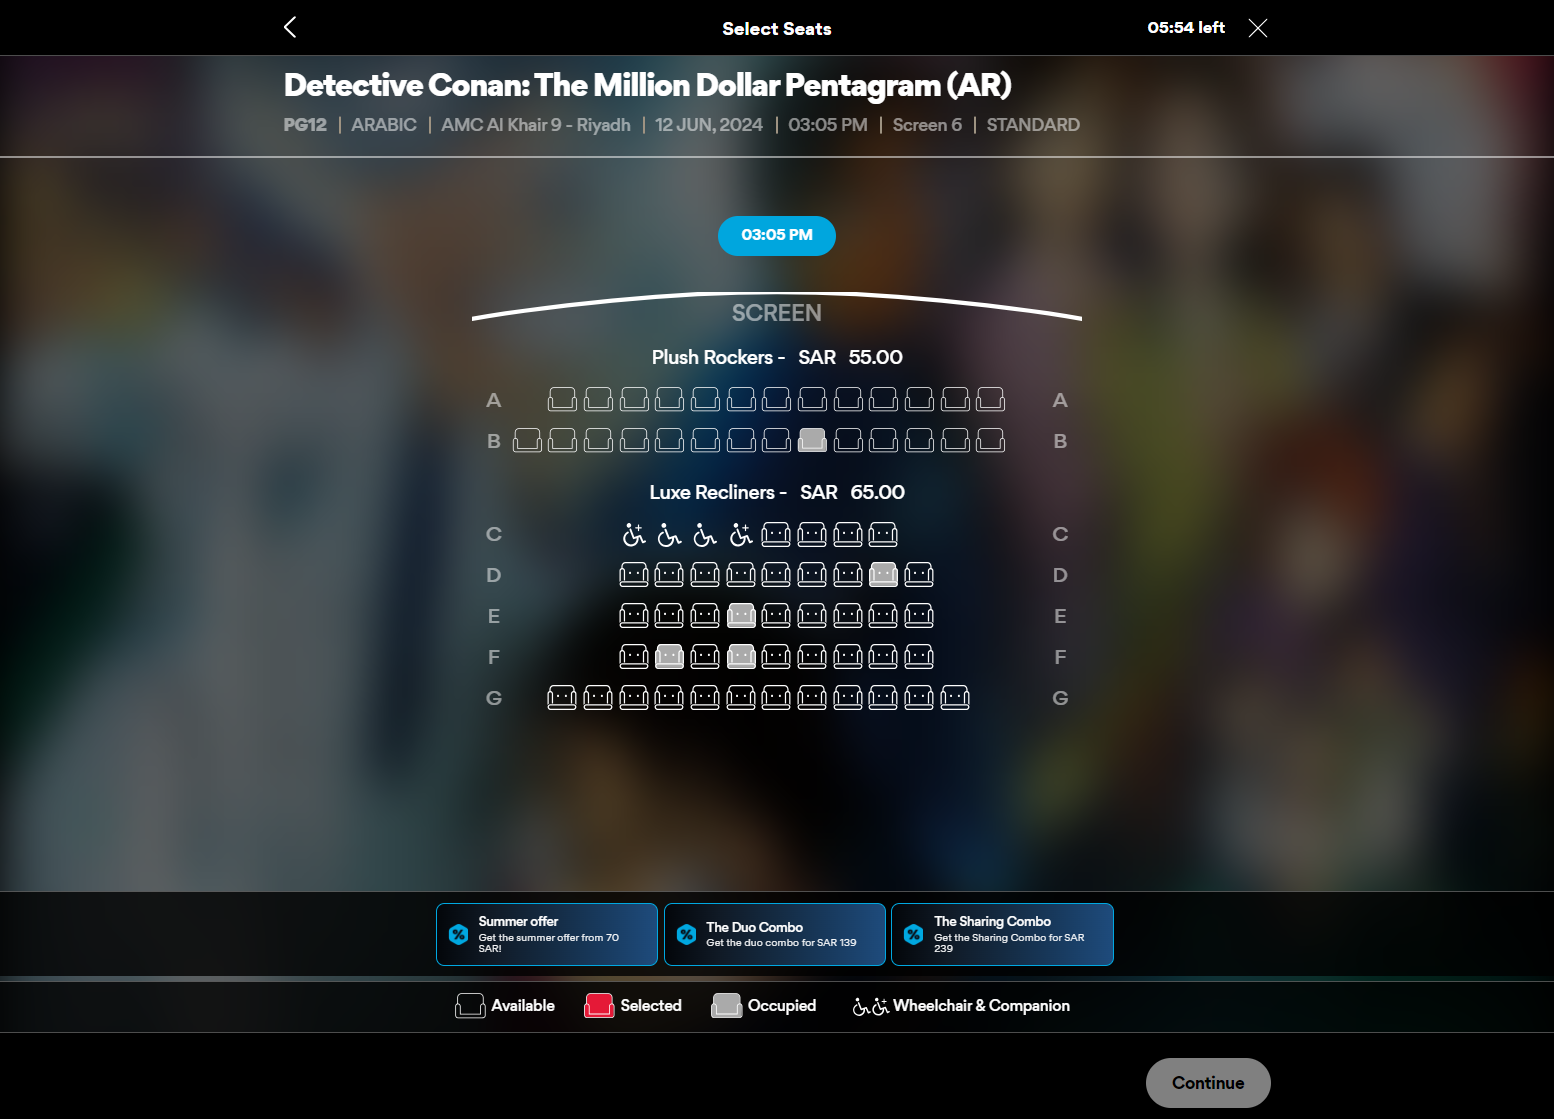 Select Seats
05:54 left
Detective Conan: The Million Dollar Pentagram (AR)
PG12 | ARABIC | AMC Al Khair 9 - Riyadh | 12 JUN, 2024 | 03:05 PM | Screen 6 | STANDARD
03:05 PM
SCREEN
Plush Rockers - SAR 55.00
A A
B B
Luxe Recliners - SAR 65.00
C C
D D
E E
F F
G G
Summer offer
Get the summer offer from 70
SAR!
The Duo Combo
Get the duo combo for SAR 139
The Sharing Combo
Get the Sharing Combo for SAR
239
Available Selected Occupied Wheelchair & Companion
Continue